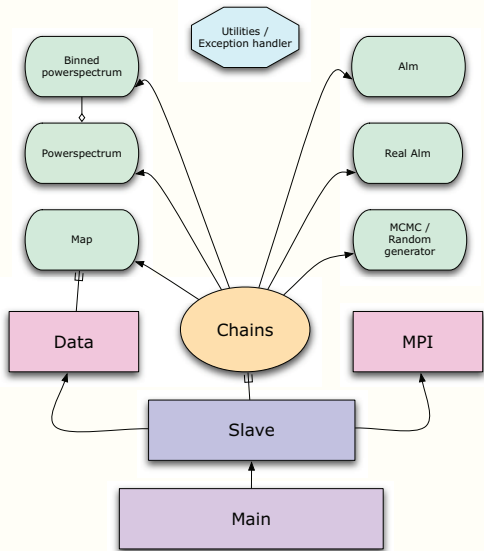 Utilities /
Exception handler
Binned
powerspectrum
Alm
Powerspectrum
Real Alm
Map
MCMC /
Random
generator
Chains
Data
MPI
Slave
Main